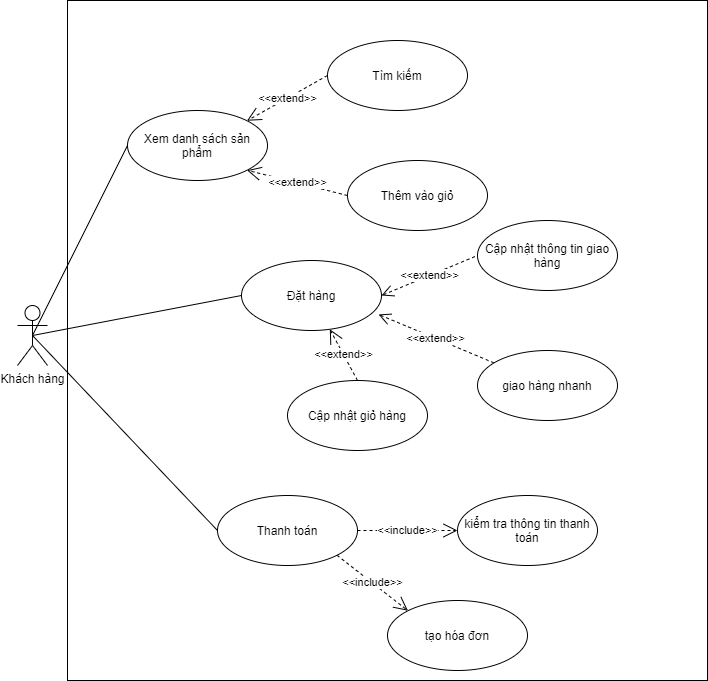 Tìm kiếm
<<extend>>
Xem danh sách sản
phẩm
<<extend>>
Thêm vào giỏ
Cập nhật thông tin giao
hàng
<<extend>>
Đặt hàng
<<extend>>
<<extend>>
giao hàng nhanh
Khách hàng
Cập nhật giỏ hàng
Thanh toán
<<include>>
kiểm tra thông tin thanh
toán
<<include>>
tạo hóa đơn